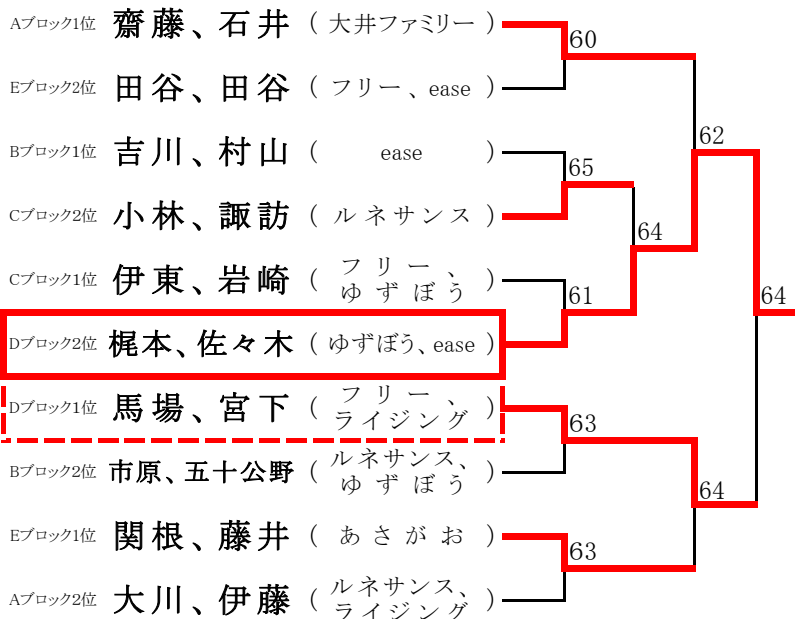 Aブロック1位 齋藤、石井 ( 大井ファミリー )
60
Eブロック2位 田谷、田谷 ( フリー、ease )
62
Bブロック1位 吉川、村山 ( ease )
65
Cブロック2位 小林、諏訪 ( ルネサンス )
64
Cブロック1位 伊東、岩崎 ( フリー、
ゆずぼう )
61
64
Dブロック2位 梶本、佐々木 ( ゆずぼう、ease )
Dブロック1位 馬場、宮下 ( フリー、
ライジング )
63
Bブロック2位 市原、五十公野 ( ルネサンス、
ゆずぼう )
64
Eブロック1位 関根、藤井 ( あさがお )
63
Aブロック2位 大川、伊藤 ( ルネサンス、
ライジング )